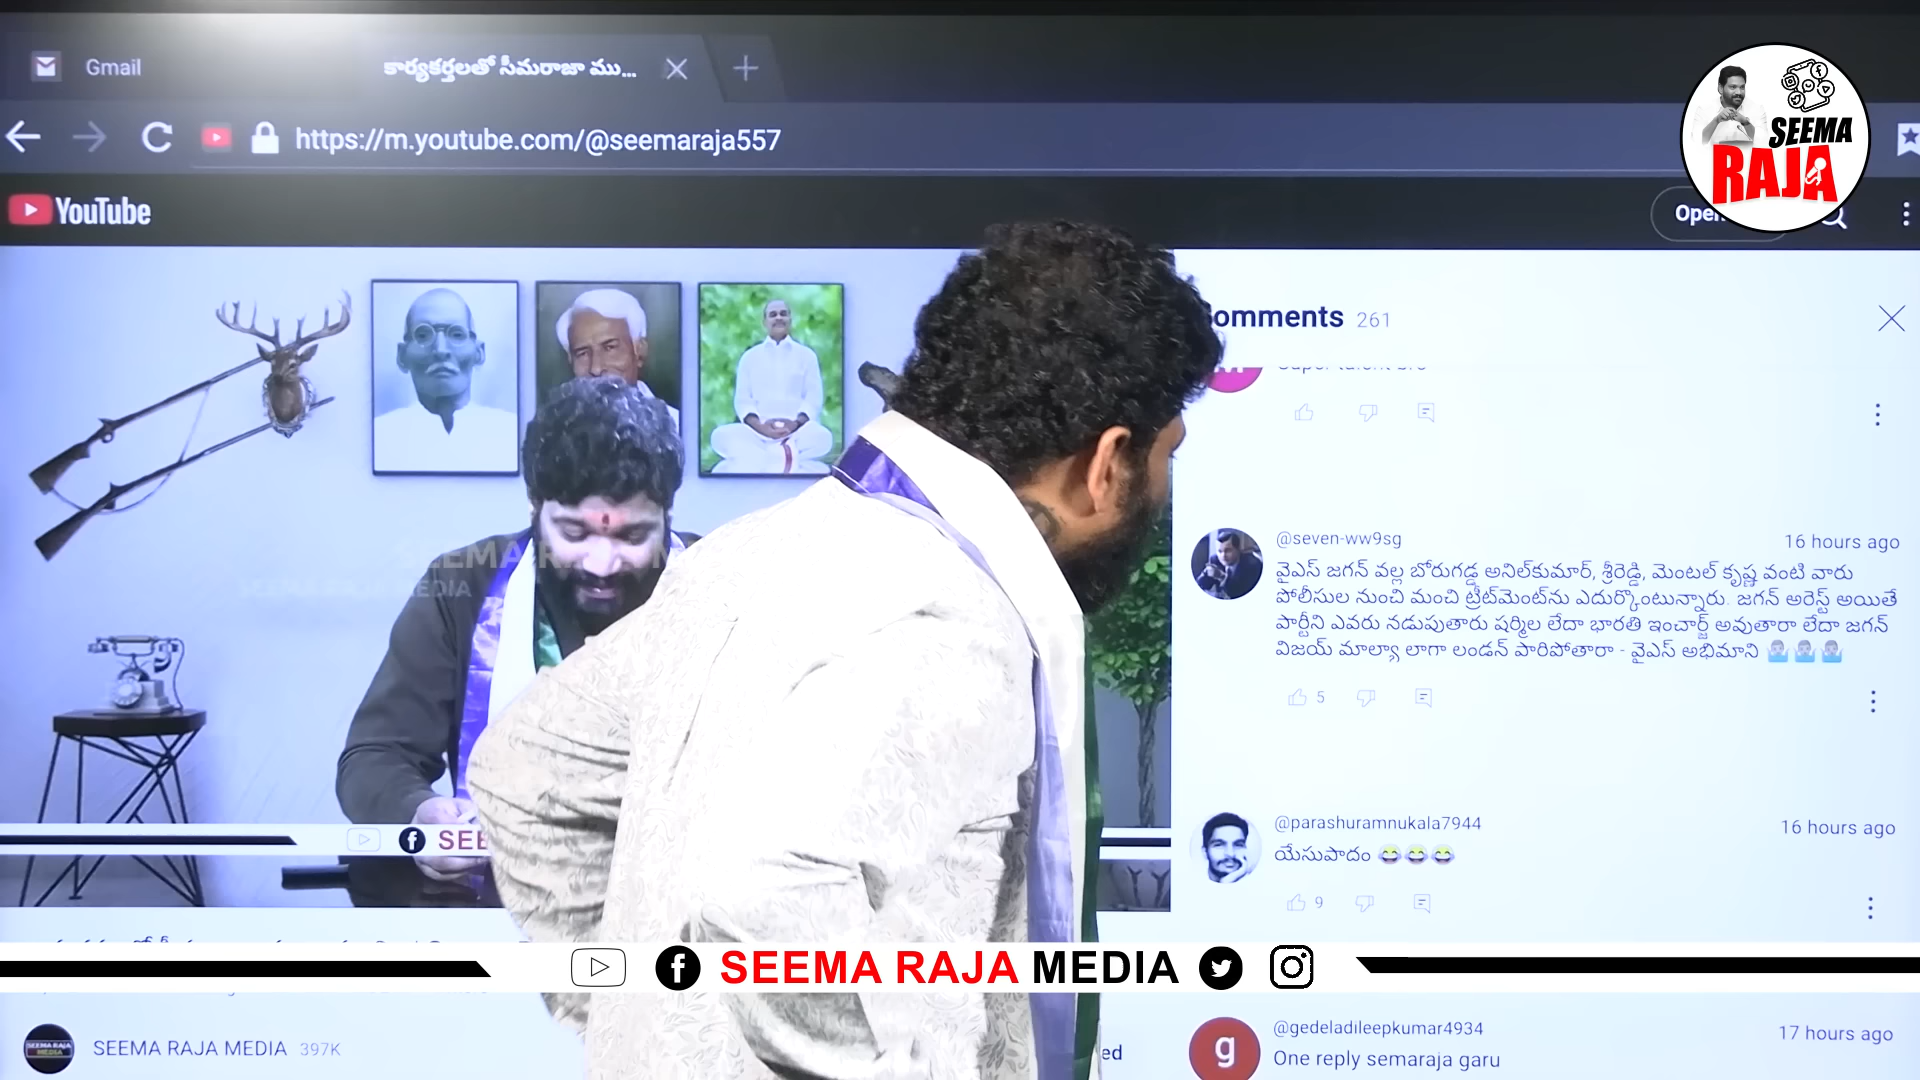 Gmail
కార్యకర్తలతో సీమరాజా ము...
https://m.youtube.com/@seemaraja557
SEEMA
RAJA
YouTube
Open
omments 261
@seven-ww9sg
16 hours ago
వైఎస్ జగన్ వల్ల బోరుగడ్డ అనిల్‌కుమార్, శ్రీరెడ్డి, మెంటల్ కృష్ణ వంటి వారు
పోలీసుల నుంచి మంచి ట్రీట్‌మెంట్‌ను ఎదుర్కొంటున్నారు. జగన్ అరెస్ట్ అయితే
పార్టీని ఎవరు నడుపుతారు షర్మిల లేదా భారతి ఇంచార్జ్ అవుతారా లేదా జగన్
విజయ్ మాల్యా లాగా లండన్ పారిపోతారా - వైఎస్ అభిమాని 🤷🤷🤷
5
@parashuramnukala7944
16 hours ago
యేసుపాదం 😂😂😂
9
SEE
SEEMA RAJA MEDIA
SEEMA RAJA MEDIA 397K
ed
@gedeladileepkumar4934
17 hours ago
g
One reply semaraja garu